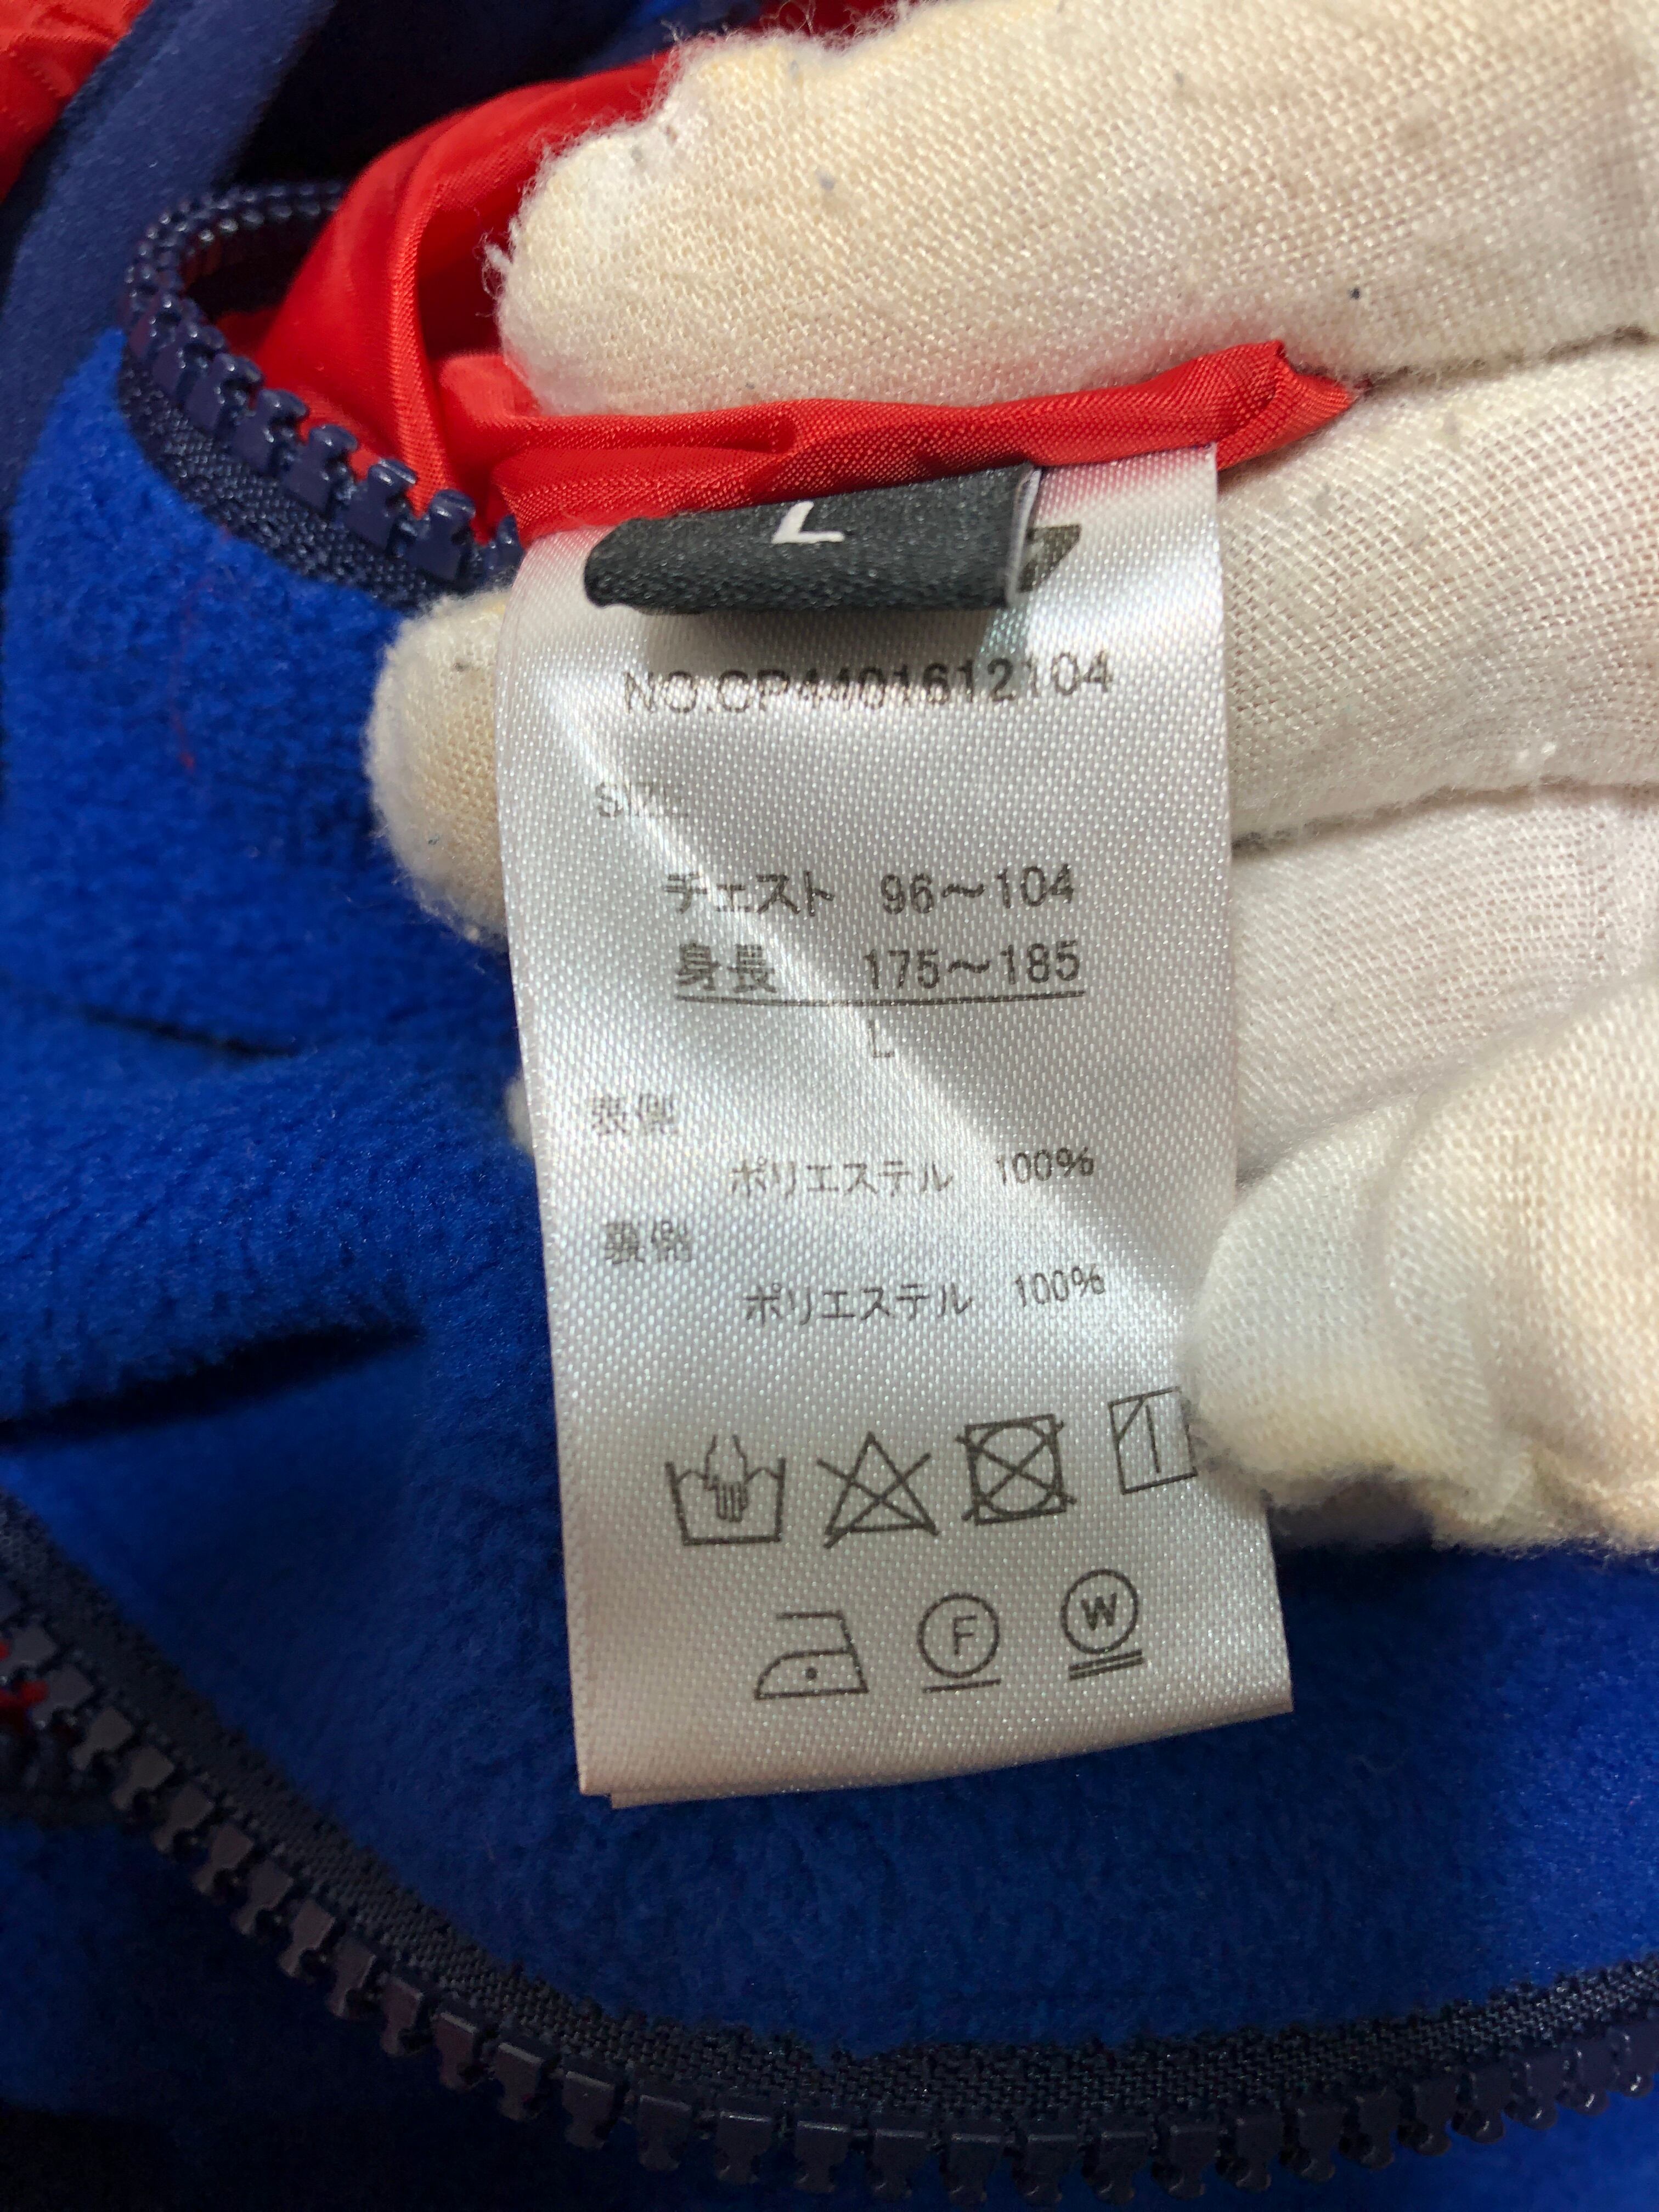 L
NO.CP4401612104
SIZE
チェスト 96～104
身長 175～185
L
表側
ポリエステル 100%
裏側
ポリエステル 100%
F
W